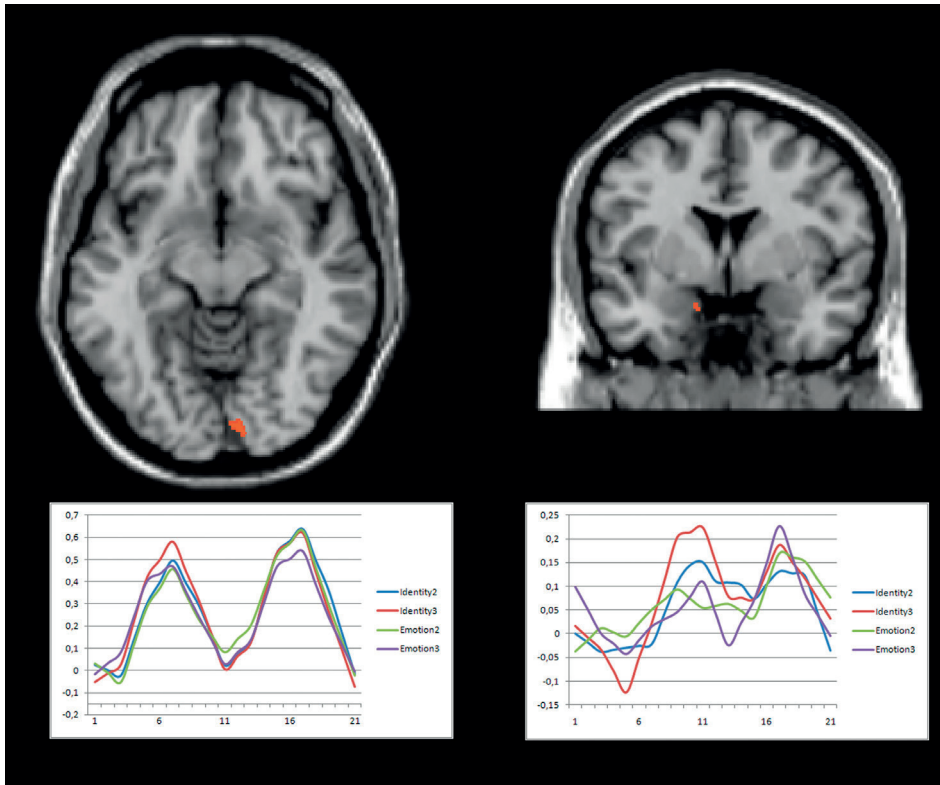 0,7
0,6
0,5
0,4
0,3
0,2
0,1
0
-0,1
-0,2
1 6 11 16 21
Identity2
Identity3
Emotion2
Emotion3
0,25
0,2
0,15
0,1
0,05
0
-0,05
-0,1
-0,15
1 6 11 16 21
Identity2
Identity3
Emotion2
Emotion3